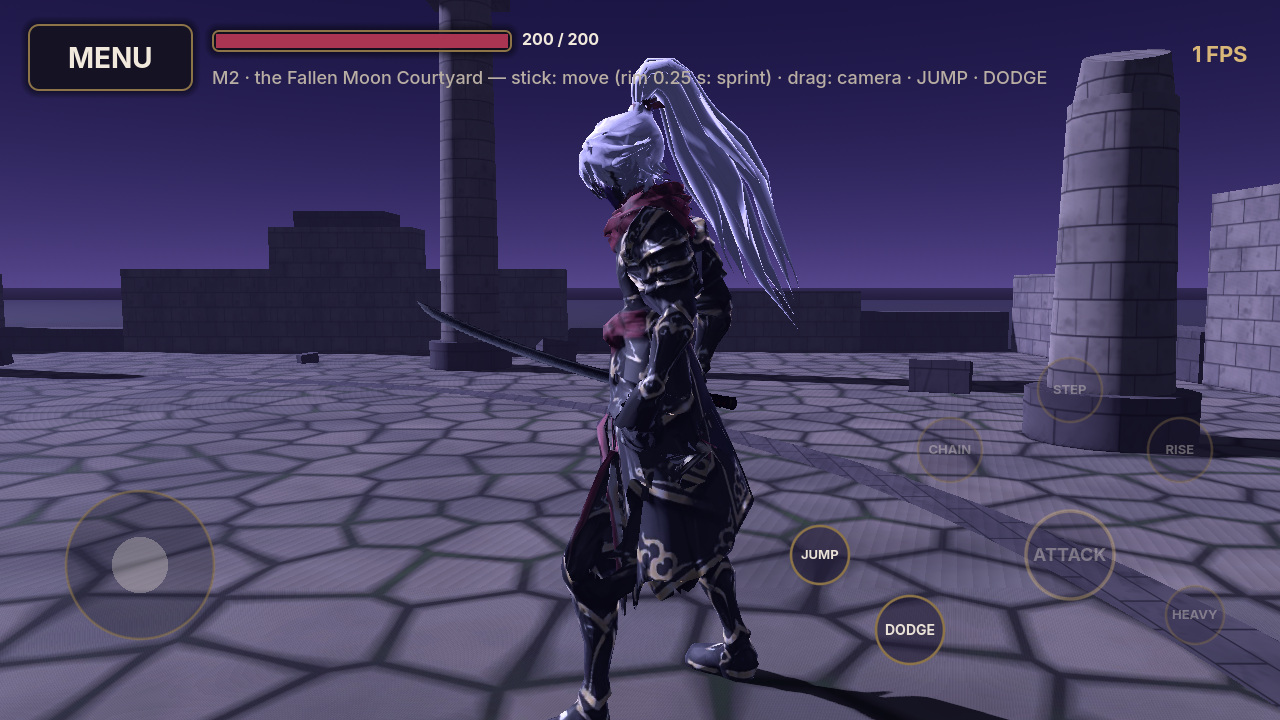 MENU
200 / 200
1 FPS
M2 · the Fallen Moon Courtyard — stick: move (rim 0.25 s: sprint) · drag: camera · JUMP · DODGE
STEP
CHAIN
RISE
JUMP
ATTACK
HEAVY
DODGE